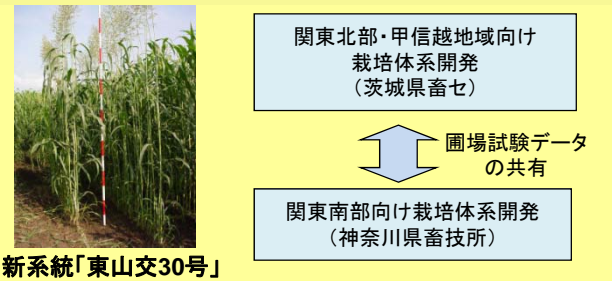 新系統「東山交30号」
関東北部・甲信越地域向け
栽培体系開発
（茨城県畜セ）
圃場試験データ
の共有
関東南部向け栽培体系開発
（神奈川県畜技所）